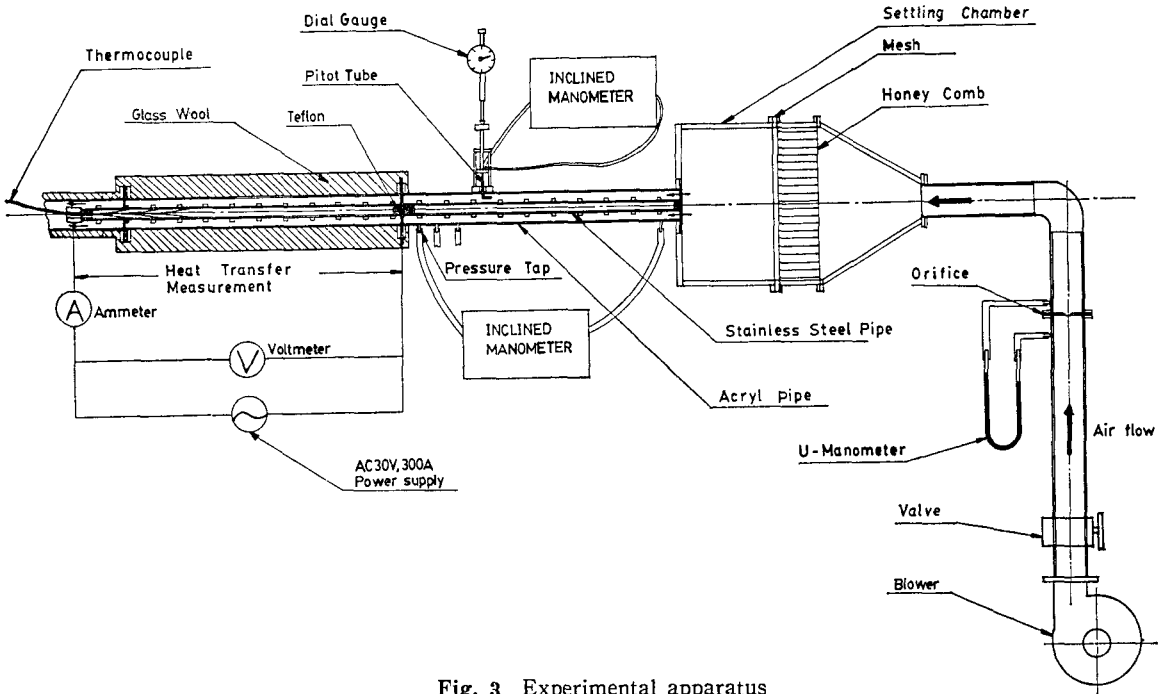 Dial Gauge
Settling Chamber
Mesh
Thermocouple
Pitot Tube
INCLINED
MANOMETER
Honey Comb
Glass Wool
Teflon
Heat Transfer
Measurement
Pressure Tap
Orifice
A
Ammeter
INCLINED
MANOMETER
Stainless Steel Pipe
V
Voltmeter
Acryl pipe
U-Manometer
Air flow
AC30V,300A
Power supply
Valve
Blower
Fig. 3 Experimental apparatus